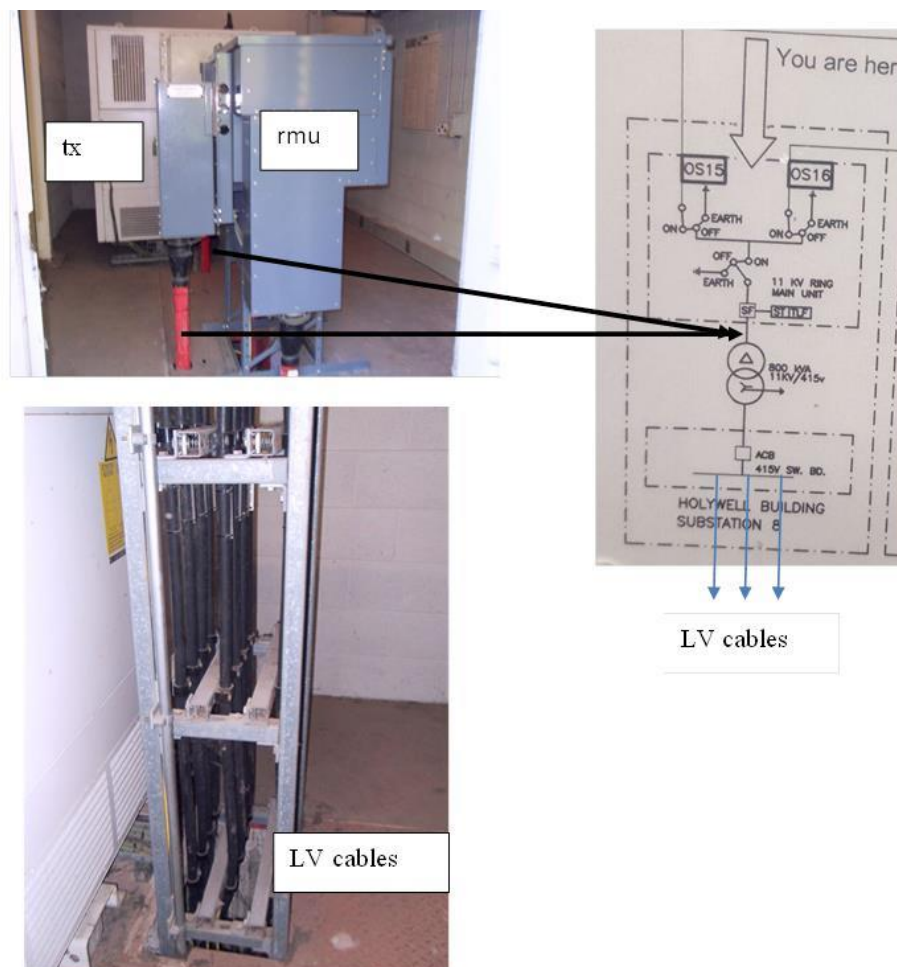 tx
rmu
You are her
OS15
OS16
EARTH
ON
OFF
EARTH
ON
OFF
OFF
ON
EARTH
11 KV RING
MAIN UNIT
SF
800 KVA
11KV/415v
ACB
415V SW. BD.
HOLYWELL BUILDING
SUBSTATION 8
LV cables
LV cables